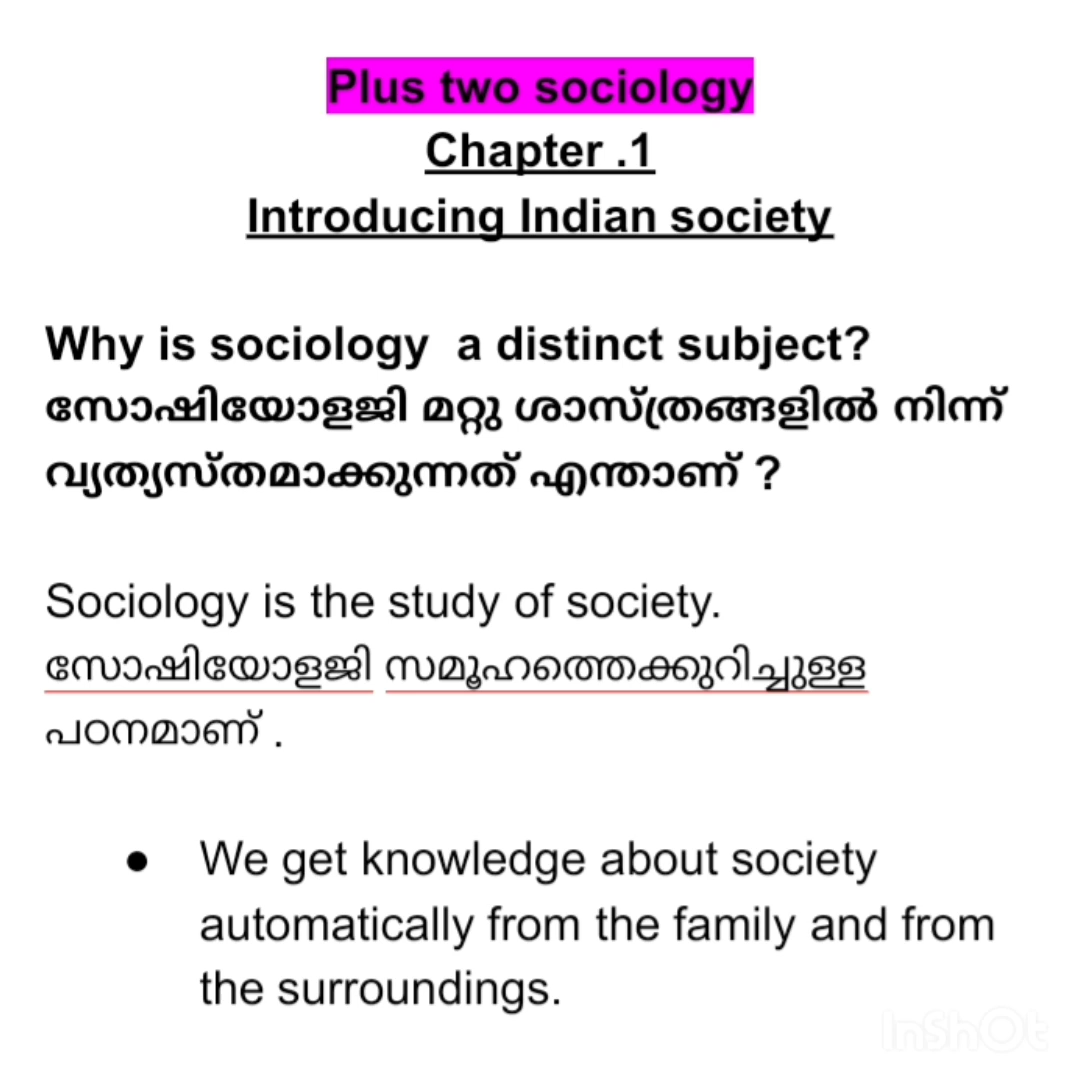 Plus two sociology
Chapter .1
Introducing Indian society
Why is sociology  a distinct subject?
സോഷിയോളജി മറ്റു ശാസ്ത്രങ്ങളിൽ നിന്ന്
വ്യത്യസ്തമാക്കുന്നത് എന്താണ് ?
Sociology is the study of society.
സോഷിയോളജി സമൂഹത്തെക്കുറിച്ചുള്ള
പഠനമാണ് .
● We get knowledge about society
automatically from the family and from
the surroundings.
InShOt